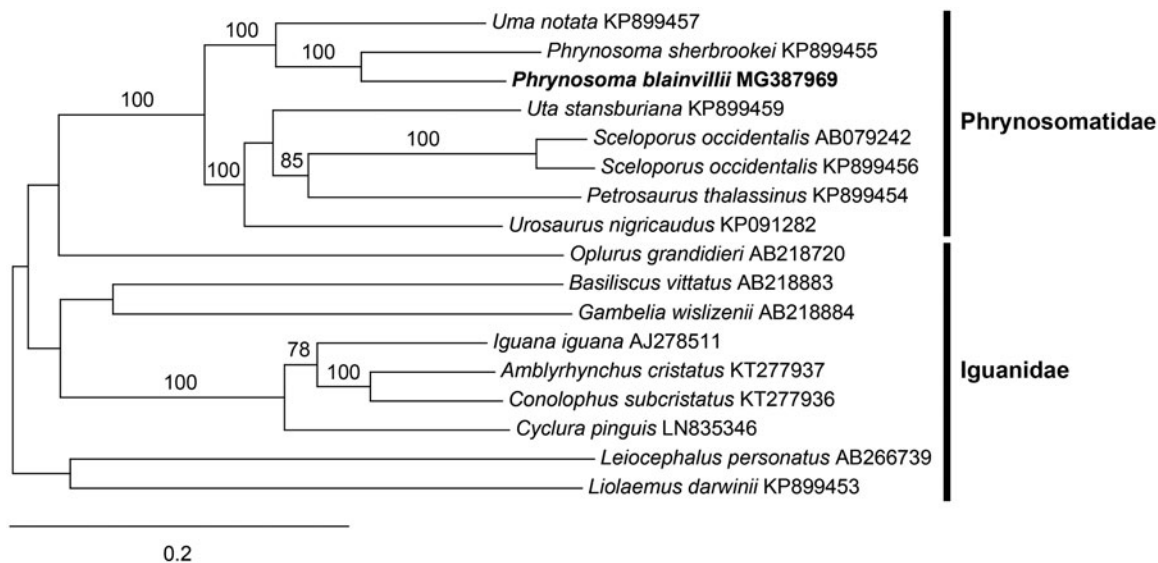 100
Uma notata KP899457
100
Phrynosoma sherbrookei KP899455
Phrynosoma blainvillii MG387969
100
Uta stansburiana KP899459
Phrynosomatidae
100
Sceloporus occidentalis AB079242
100
85
Sceloporus occidentalis KP899456
Petrosaurus thalassinus KP899454
Urosaurus nigricaudus KP091282
Oplurus grandidieri AB218720
Basiliscus vittatus AB218883
Gambelia wislizenii AB218884
78
Iguana iguana AJ278511
100
100
Amblyrhynchus cristatus KT277937
Iguanidae
Conolophus subcristatus KT277936
Cyclura pinguis LN835346
Leiocephalus personatus AB266739
Liolaemus darwinii KP899453
0.2